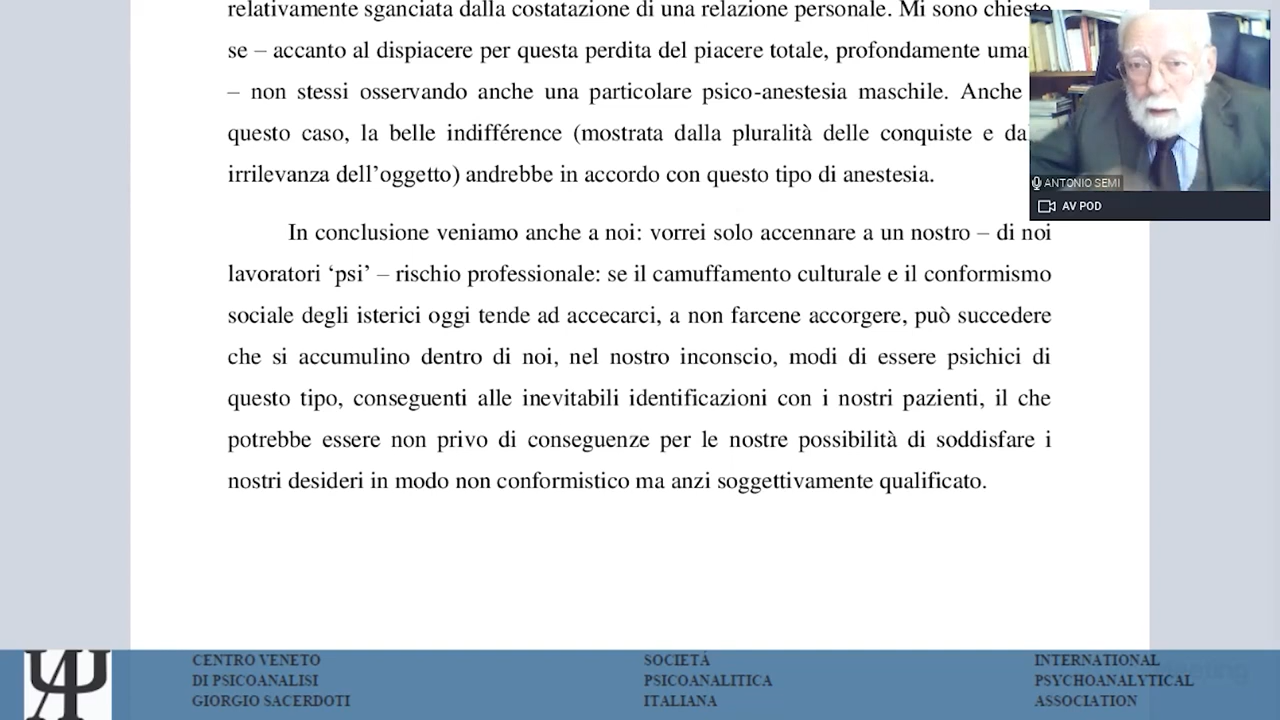 relativamente sganciata dalla costatazione di una relazione personale. Mi sono chiesto
se – accanto al dispiacere per questa perdita del piacere totale, profondamente
– non stessi osservando anche una particolare psico-anestesia maschile. Anche
questo caso, la belle indifférence (mostrata dalla pluralità delle conquiste e
irrilevanza dell’oggetto) andrebbe in accordo con questo tipo di anestesia.
In conclusione veniamo anche a noi: vorrei solo accennare a un nostro – di noi
lavoratori ‘psi’ – rischio professionale: se il camuffamento culturale e il conformismo
sociale degli isterici oggi tende ad accecarci, a non farcene accorgere, può succedere
che si accumulino dentro di noi, nel nostro inconscio, modi di essere psichici di
questo tipo, conseguenti alle inevitabili identificazioni con i nostri pazienti, il che
potrebbe essere non privo di conseguenze per le nostre possibilità di soddisfare i
nostri desideri in modo non conformistico ma anzi soggettivamente qualificato.
ANTONIO SEMI
AV POD
CENTRO VENETO
DI PSICOANALISI
GIORGIO SACERDOTI
SOCIETÁ
PSICOANALITICA
ITALIANA
INTERNATIONAL
PSYCHOANALYTICAL
ASSOCIATION